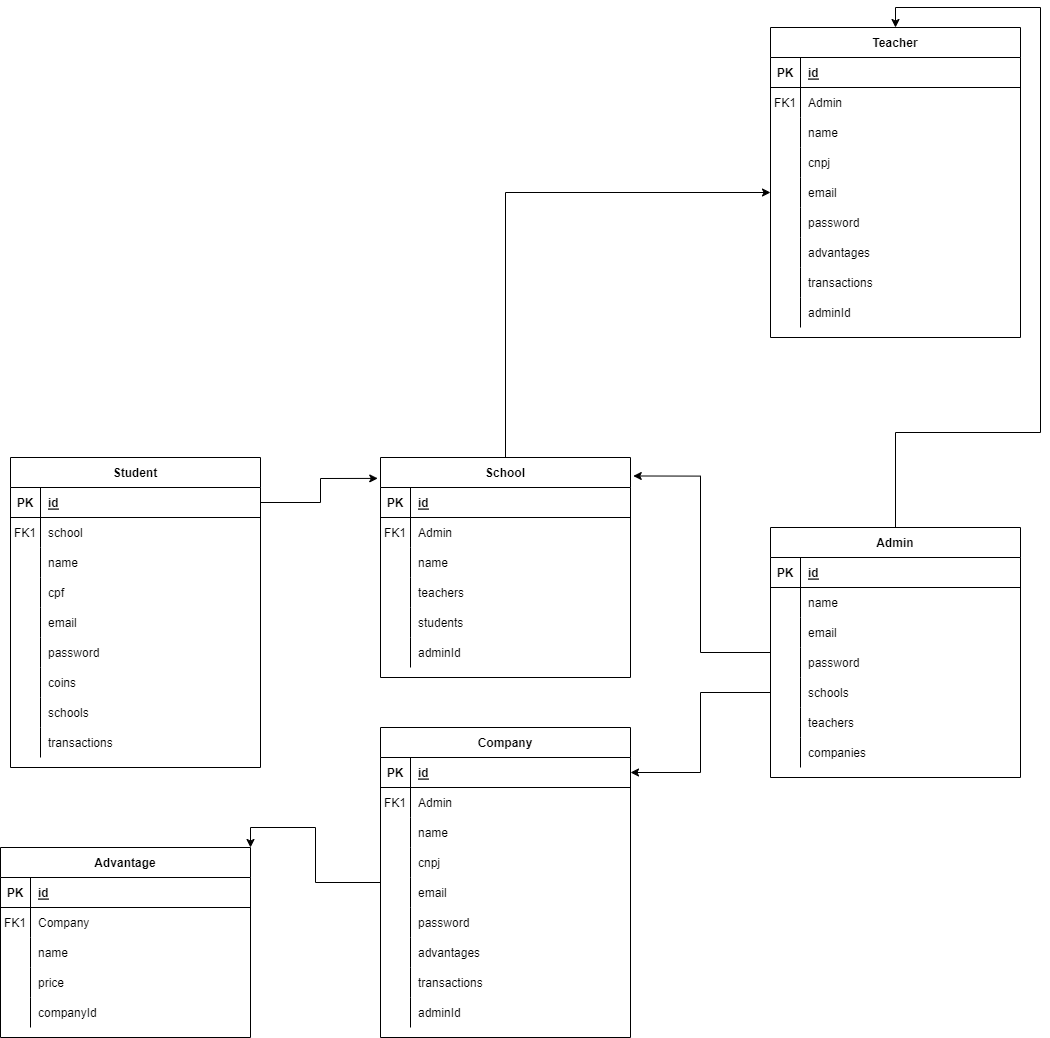 Teacher
PK id
FK1 Admin
name
cnpj
email
password
advantages
transactions
adminId
Student
PK id
FK1 school
name
cpf
email
password
coins
schools
transactions
School
PK id
FK1 Admin
name
teachers
students
adminId
Admin
PK id
name
email
password
schools
teachers
companies
Company
PK id
FK1 Admin
name
cnpj
email
password
advantages
transactions
adminId
Advantage
PK id
FK1 Company
name
price
companyId